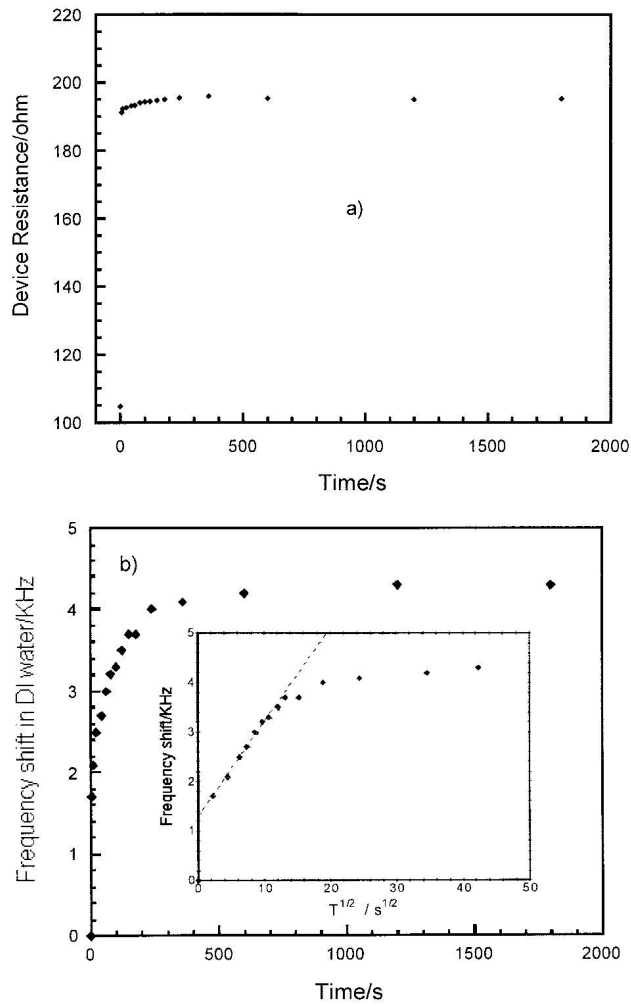 220
200
180
160
140
120
100
Device Resistance/ohm
a)
0 500 1000 1500 2000
Time/s
5
4
3
2
1
0
Frequency shift in DI water/KHz
b)
5
4
3
2
1
0
Frequency shift/KHz
0 10 20 30 40 50
T^{1/2} / s^{1/2}
0 500 1000 1500 2000
Time/s